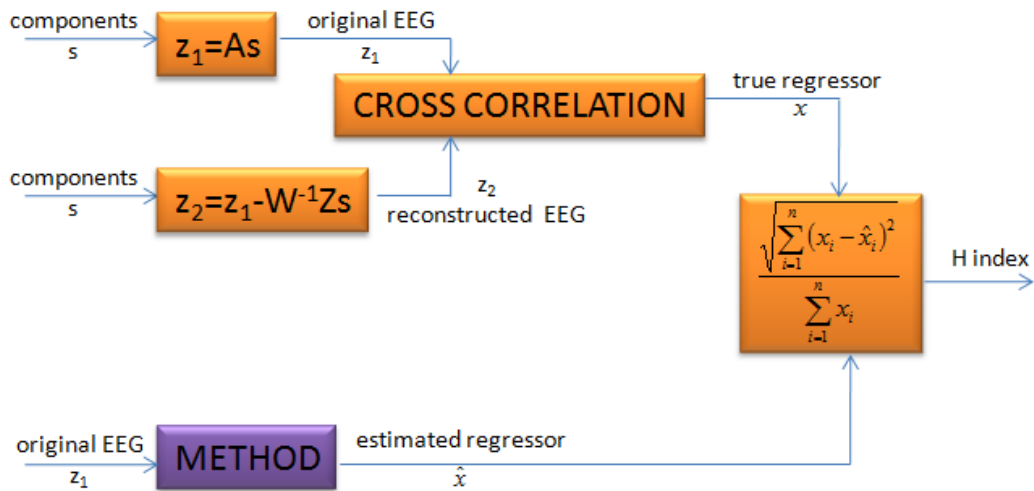 components
s
z₁=As
original EEG
z₁
CROSS CORRELATION
true regressor
x
components
s
z₂=z₁-W⁻¹Zs
z₂
reconstructed EEG
√∑ᵢ₌₁ⁿ(xᵢ − x̂ᵢ)²
∑ᵢ₌₁ⁿ xᵢ
H index
original EEG
z₁
METHOD
estimated regressor
x̂